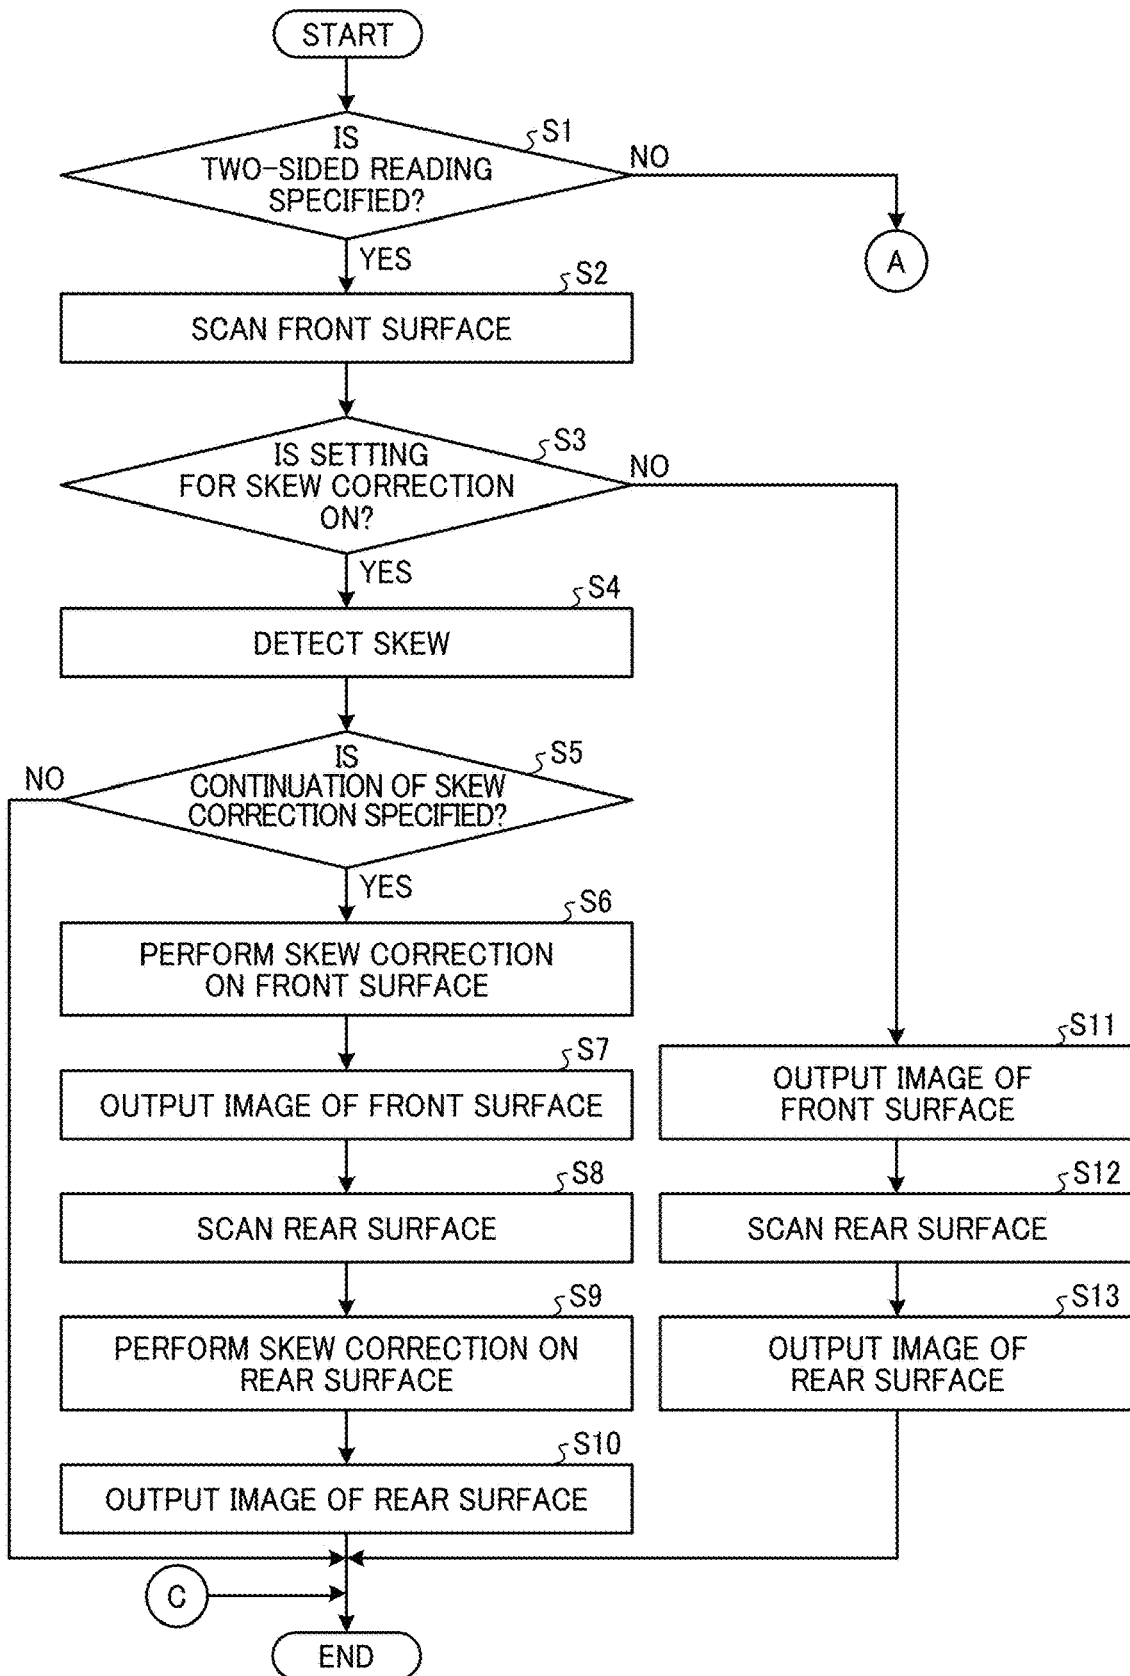 START
S1
IS
TWO-SIDED READING
SPECIFIED?
NO
A
YES
S2
SCAN FRONT SURFACE
S3
IS SETTING
FOR SKEW CORRECTION
ON?
NO
YES
S4
DETECT SKEW
S5
IS
CONTINUATION OF SKEW
CORRECTION SPECIFIED?
NO
YES
S6
PERFORM SKEW CORRECTION
ON FRONT SURFACE
S7
OUTPUT IMAGE OF FRONT SURFACE
S8
SCAN REAR SURFACE
S9
PERFORM SKEW CORRECTION ON
REAR SURFACE
S10
OUTPUT IMAGE OF REAR SURFACE
S11
OUTPUT IMAGE OF
FRONT SURFACE
S12
SCAN REAR SURFACE
S13
OUTPUT IMAGE OF
REAR SURFACE
C
END